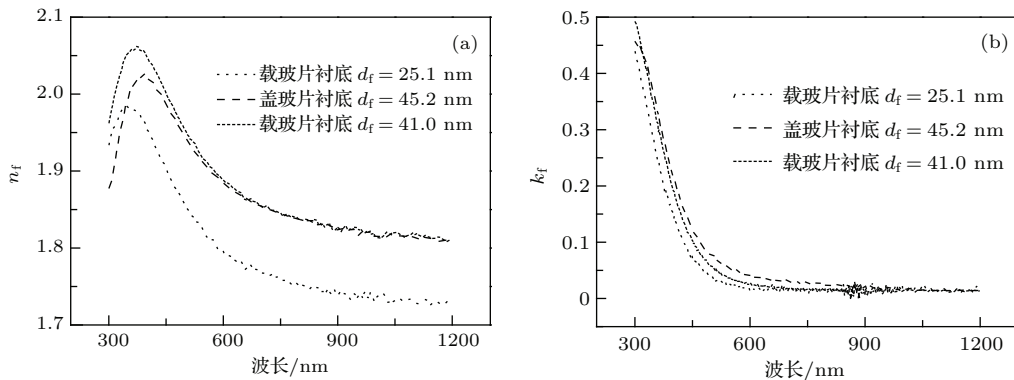 2.1
2.0
1.9
1.8
1.7
n_f
300
600
900
1200
波长/nm
(a)
载玻片衬底 d_f = 25.1 nm
盖玻片衬底 d_f = 45.2 nm
载玻片衬底 d_f = 41.0 nm
0.5
0.4
0.3
0.2
0.1
0
k_f
300
600
900
1200
波长/nm
(b)
载玻片衬底 d_f = 25.1 nm
盖玻片衬底 d_f = 45.2 nm
载玻片衬底 d_f = 41.0 nm